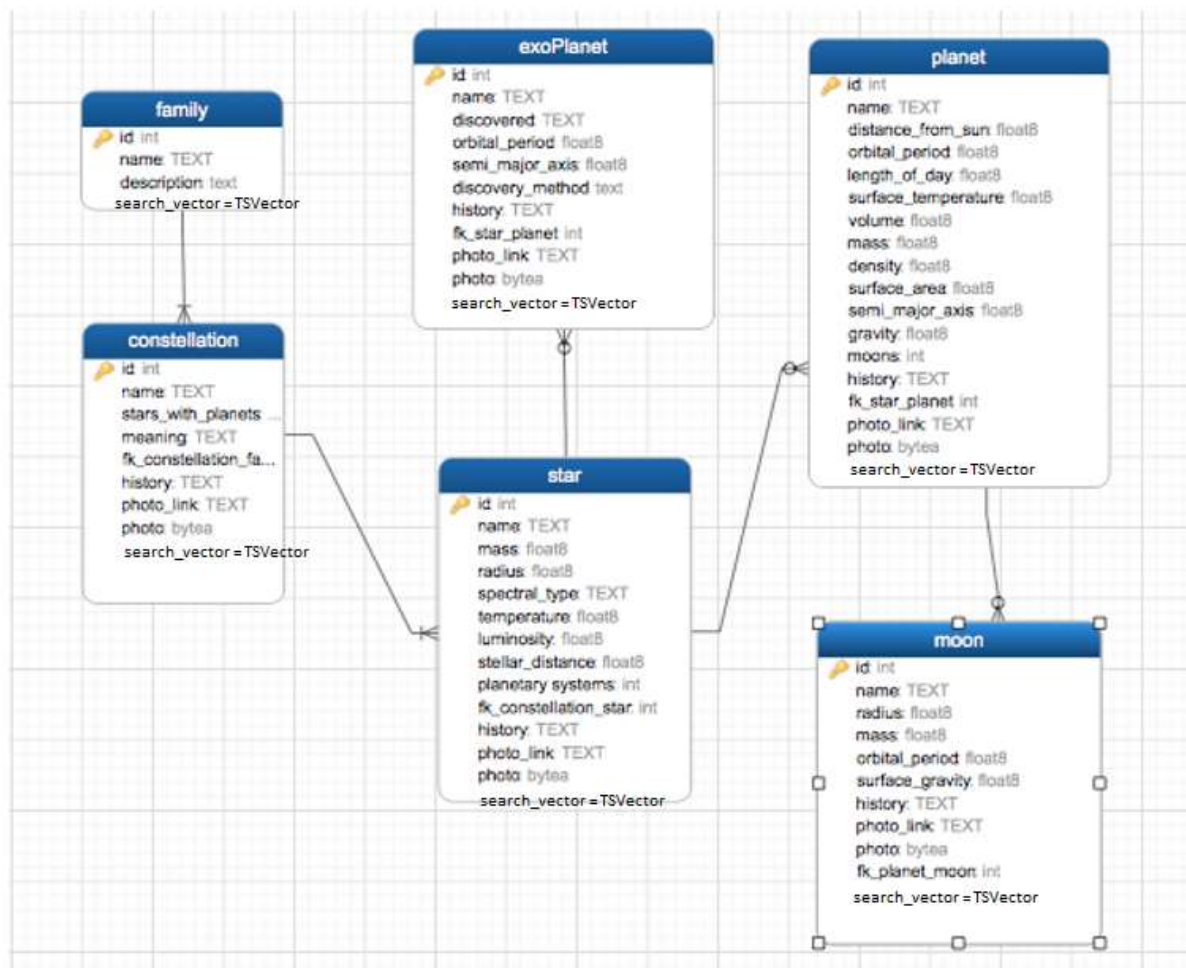 family
id: int
name: TEXT
description: text
search_vector = TSVector
exoPlanet
id: int
name: TEXT
discovered: TEXT
orbital_period: float8
semi_major_axis: float8
discovery_method: text
history: TEXT
fk_star_planet: int
photo_link: TEXT
photo: bytea
search_vector = TSVector
planet
id: int
name: TEXT
distance_from_sun: float8
orbital_period: float8
length_of_day: float8
surface_temperature: float8
volume: float8
mass: float8
density: float8
surface_area: float8
semi_major_axis: float8
gravity: float8
moons: int
history: TEXT
fk_star_planet: int
photo_link: TEXT
photo: bytea
search_vector = TSVector
constellation
id: int
name: TEXT
stars_with_planets ...
meaning: TEXT
fk_constellation_fa...
history: TEXT
photo_link: TEXT
photo: bytea
search_vector = TSVector
star
id: int
name: TEXT
mass: float8
radius: float8
spectral_type: TEXT
temperature: float8
luminosity: float8
stellar_distance: float8
planetary systems: int
fk_constellation_star: int
history: TEXT
photo_link: TEXT
photo: bytea
search_vector = TSVector
moon
id: int
name: TEXT
radius: float8
mass: float8
orbital_period: float8
surface_gravity: float8
history: TEXT
photo_link: TEXT
photo: bytea
fk_planet_moon: int
search_vector = TSVector